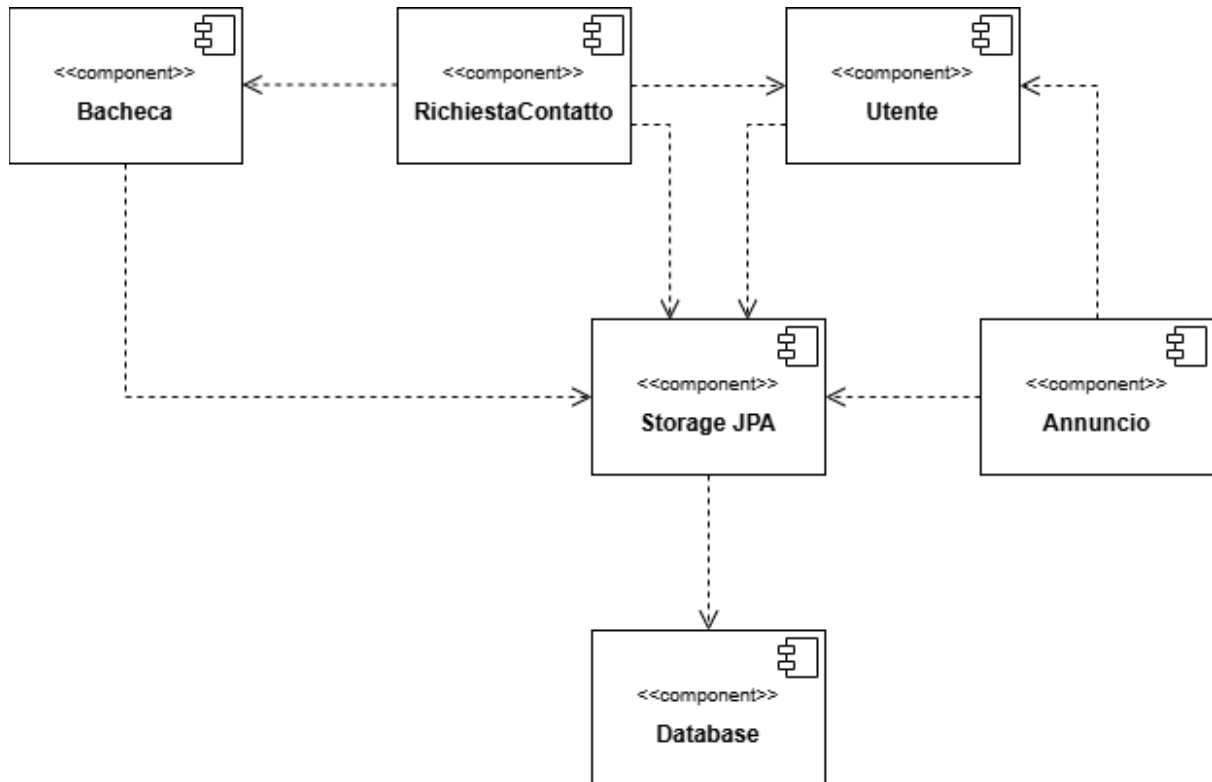 <<component>>
Bacheca
<<component>>
RichiestaContatto
<<component>>
Utente
<<component>>
Storage JPA
<<component>>
Annuncio
<<component>>
Database